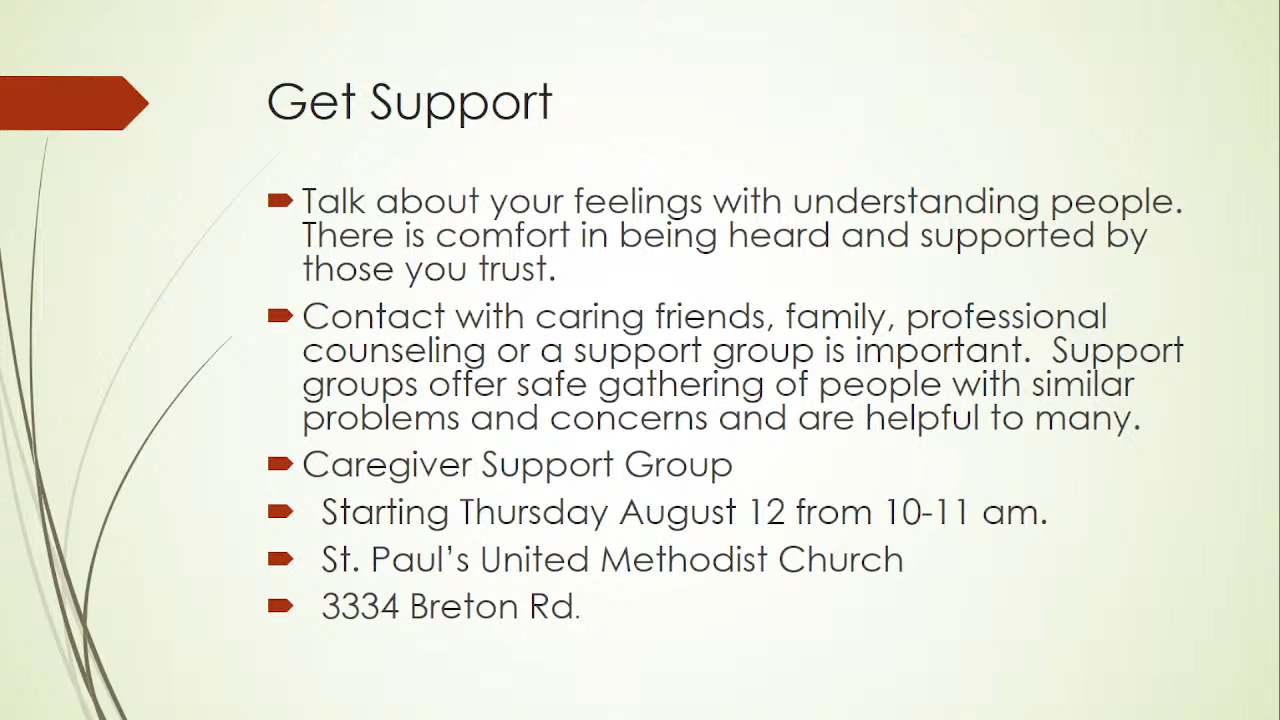 Get Support
Talk about your feelings with understanding people.
There is comfort in being heard and supported by
those you trust.
Contact with caring friends, family, professional
counseling or a support group is important.  Support
groups offer safe gathering of people with similar
problems and concerns and are helpful to many.
Caregiver Support Group
Starting Thursday August 12 from 10-11 am.
St. Paul’s United Methodist Church
3334 Breton Rd.